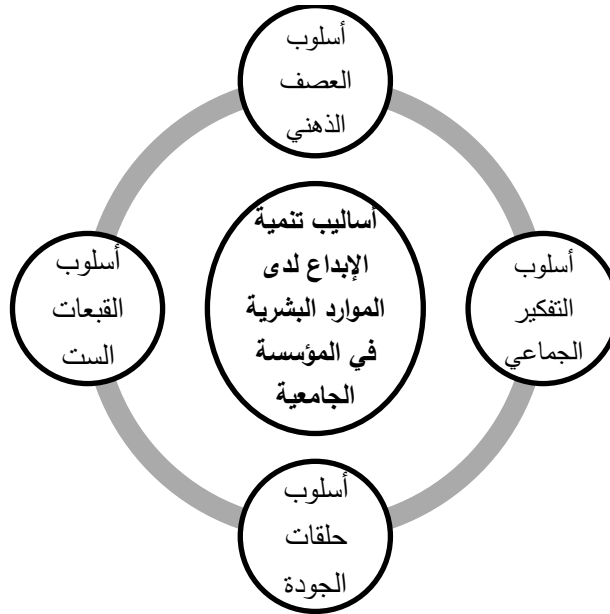 أسلوب
العصف
الذهني
أساليب تنمية
الإبداع لدى
الموارد البشرية
في المؤسسة
الجامعية
أسلوب
التفكير
الجماعي
أسلوب
القبعات
الست
أسلوب
حلقات
الجودة